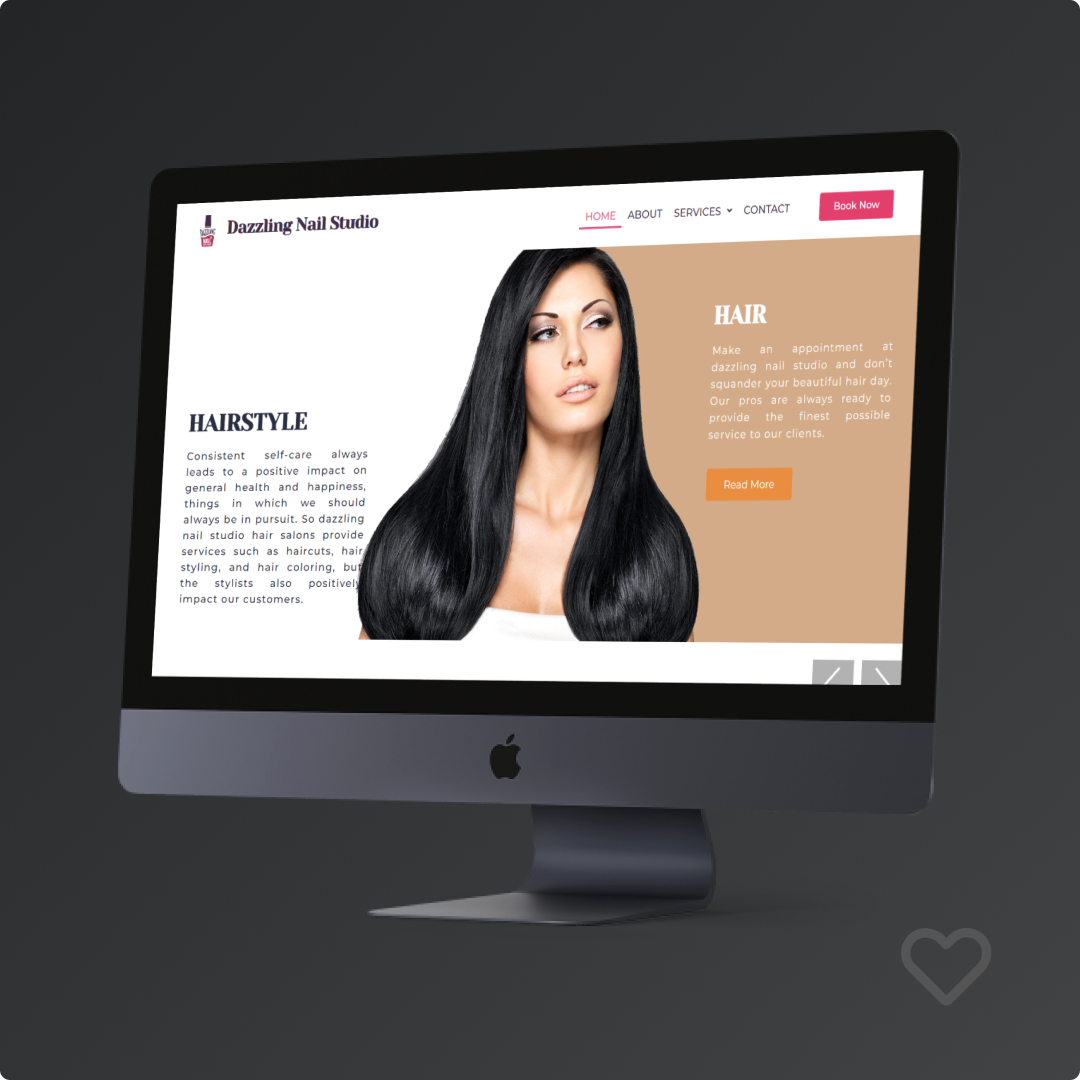 Dazzling Nail Studio
HOME ABOUT SERVICES CONTACT Book Now
HAIRSTYLE
Consistent self-care always
leads to a positive impact on
general health and happiness,
things in which we should
always be in pursuit. So dazzling
nail studio hair salons provide
services such as haircuts, hair
styling, and hair coloring, but
the stylists also positively
impact our customers.
HAIR
Make an appointment at
dazzling nail studio and don't
squander your beautiful hair day.
Our pros are always ready to
provide the finest possible
service to our clients.
Read More